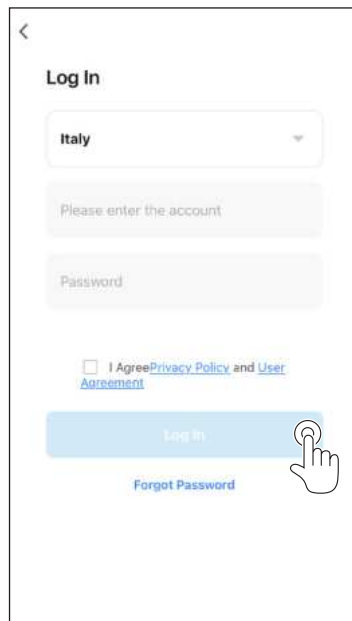 Log In
Italy
Please enter the account
Password
I AgreePrivacy Policy and User
Agreement
Log In
Forgot Password